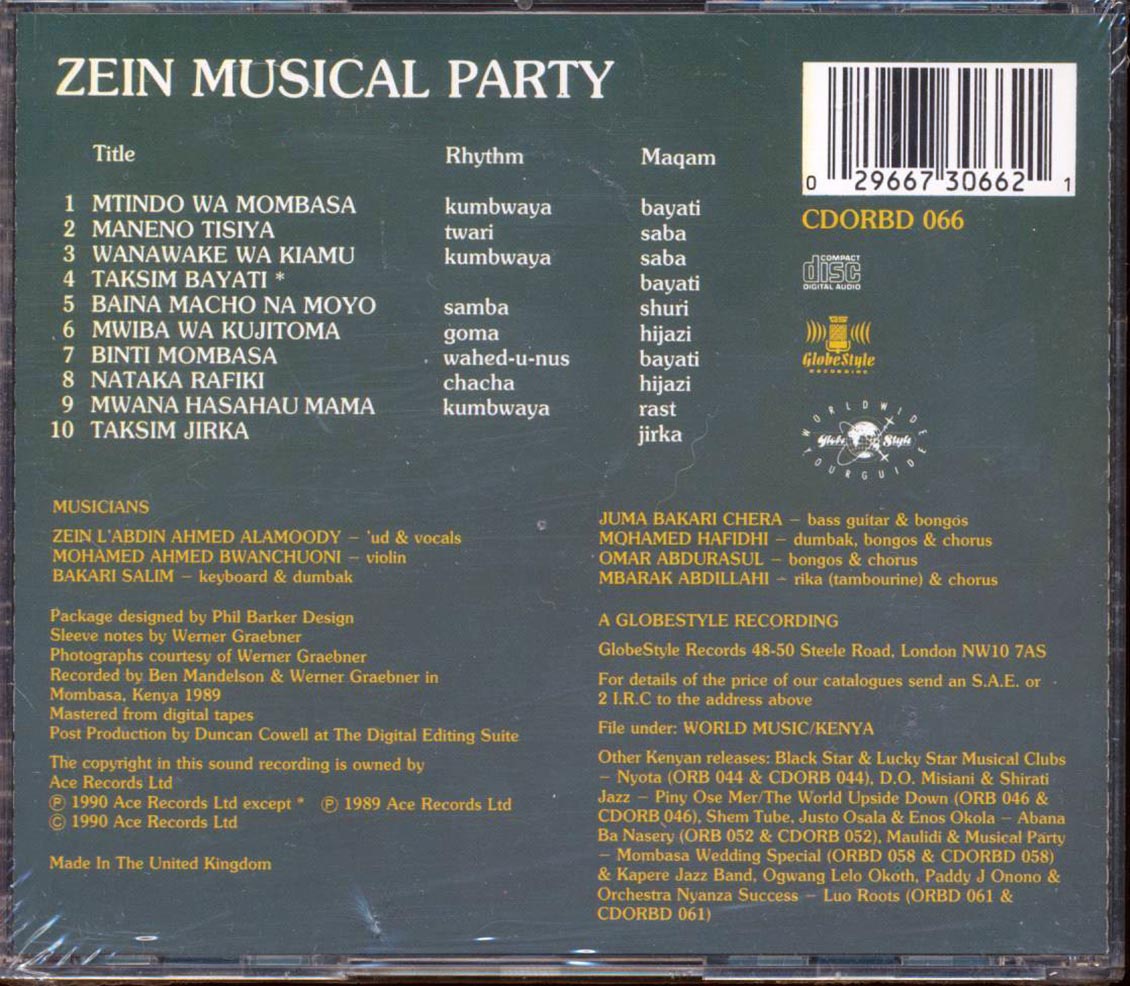 ZEIN MUSICAL PARTY
Title Rhythm Maqam
1 MTINDO WA MOMBASA kumbwaya bayati
2 MANENO TISIYA twari saba
3 WANAWAKE WA KIAMU kumbwaya saba
4 TAKSIM BAYATI * bayati
5 BAINA MACHO NA MOYO samba shuri
6 MWIBA WA KUJITOMA goma hijazi
7 BINTI MOMBASA wahed-u-nus bayati
8 NATAKA RAFIKI chacha hijazi
9 MWANA HASAHAU MAMA kumbwaya rast
10 TAKSIM JIRKA jirka
0 29667 30662 1
CDORBD 066
COMPACT
disc
DIGITAL AUDIO
GlobeStyle
RECORDING
WORLDWIDE
Globe Style
YOUR GUIDE
MUSICIANS
ZEIN L'ABDIN AHMED ALAMOODY – 'ud & vocals
MOHAMED AHMED BWANCHUONI – violin
BAKARI SALIM – keyboard & dumbak
JUMA BAKARI CHERA – bass guitar & bongos
MOHAMED HAFIDHI – dumbak, bongos & chorus
OMAR ABDURASUL – bongos & chorus
MBARAK ABDILLAHI – rika (tambourine) & chorus
Package designed by Phil Barker Design
Sleeve notes by Werner Graebner
Photographs courtesy of Werner Graebner
Recorded by Ben Mandelson & Werner Graebner in
Mombasa, Kenya 1989
Mastered from digital tapes
Post Production by Duncan Cowell at The Digital Editing Suite
The copyright in this sound recording is owned by
Ace Records Ltd
Ⓟ 1990 Ace Records Ltd except * Ⓟ 1989 Ace Records Ltd
© 1990 Ace Records Ltd
Made In The United Kingdom
A GLOBESTYLE RECORDING
GlobeStyle Records 48-50 Steele Road, London NW10 7AS
For details of the price of our catalogues send an S.A.E. or
2 I.R.C to the address above
File under: WORLD MUSIC/KENYA
Other Kenyan releases: Black Star & Lucky Star Musical Clubs
– Nyota (ORB 044 & CDORB 044), D.O. Misiani & Shirati
Jazz – Piny Ose Mer/The World Upside Down (ORB 046 &
CDORB 046), Shem Tube, Justo Osala & Enos Okola – Abana
Ba Nasery (ORB 052 & CDORB 052), Maulidi & Musical Party
– Mombasa Wedding Special (ORBD 058 & CDORBD 058)
& Kapere Jazz Band, Ogwang Lelo Okoth, Paddy J Onono &
Orchestra Nyanza Success – Luo Roots (ORBD 061 &
CDORBD 061)